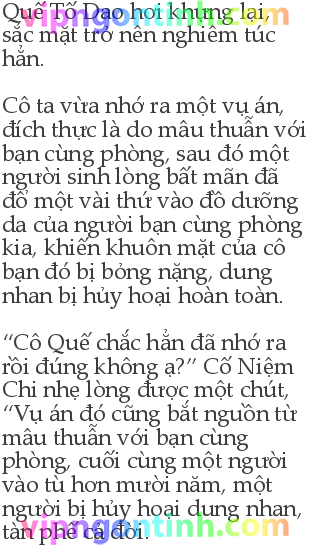 vipngontinh.com
Quế Tố Dao hơi khựng lại,
sắc mặt trở nên nghiêm túc
hẳn.
Cô ta vừa nhớ ra một vụ án,
đích thực là do mâu thuẫn với
bạn cùng phòng, sau đó một
người sinh lòng bất mãn đã
đổ một vài thứ vào đồ dưỡng
da của người bạn cùng phòng
kia, khiến khuôn mặt của cô
bạn đó bị bỏng nặng, dung
nhan bị hủy hoại hoàn toàn.
“Cô Quế chắc hẳn đã nhớ ra
rồi đúng không ạ?” Cố Niệm
Chi nhẹ lòng được một chút,
“Vụ án đó cũng bắt nguồn từ
mâu thuẫn với bạn cùng
phòng, cuối cùng một người
vào tù hơn mười năm, một
người bị hủy hoại dung nhan,
tàn phế cả đời.
vipngontinh.com